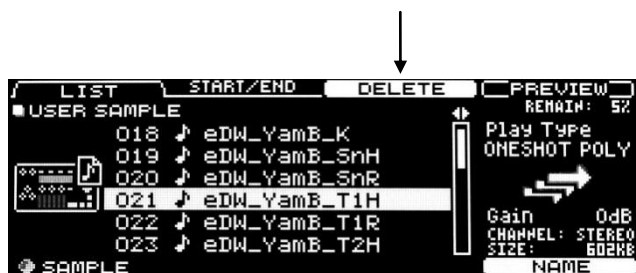 LIST START/END DELETE PREVIEW
USER SAMPLE
REMAIN: 5%
018 eDW_YamB_K
019 eDW_YamB_SnH
020 eDW_YamB_SnR
021 eDW_YamB_T1H
022 eDW_YamB_T1R
023 eDW_YamB_T2H
Play Type
ONESHOT POLY
Gain 0dB
CHANNEL: STEREO
SIZE: 602KB
SAMPLE
NAME